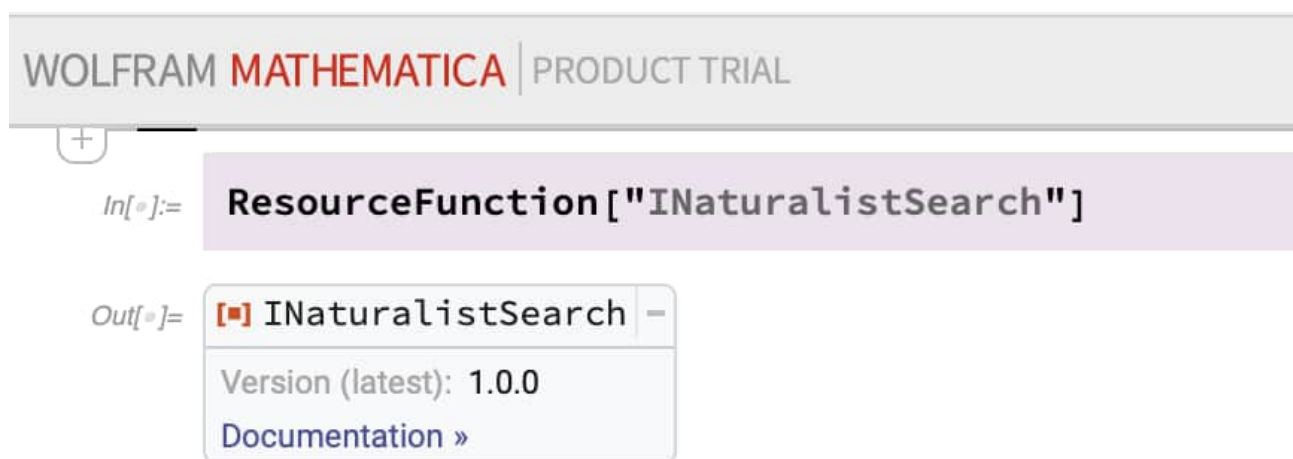 WOLFRAM MATHEMATICA | PRODUCT TRIAL
In[•]:= ResourceFunction["INaturalistSearch"]
Out[•]= [▪] INaturalistSearch
Version (latest): 1.0.0
Documentation »